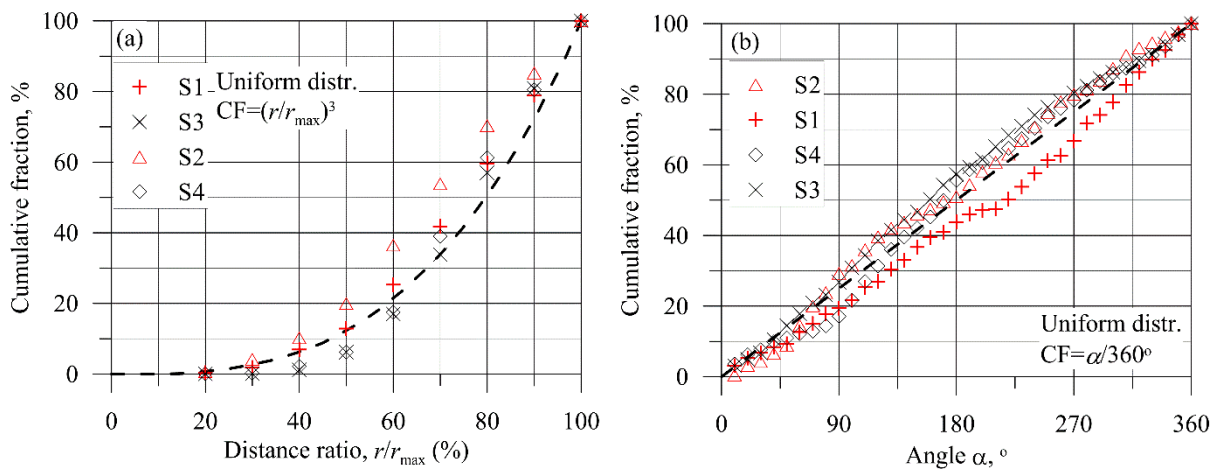 (a)
Cumulative fraction, %
100
80
60
40
20
0
S1
S3
S2
S4
Uniform distr.
CF=(r/rmax)³
0 20 40 60 80 100
Distance ratio, r/rmax (%)
(b)
Cumulative fraction, %
100
80
60
40
20
0
S2
S1
S4
S3
Uniform distr.
CF=α/360°
0 90 180 270 360
Angle α, °